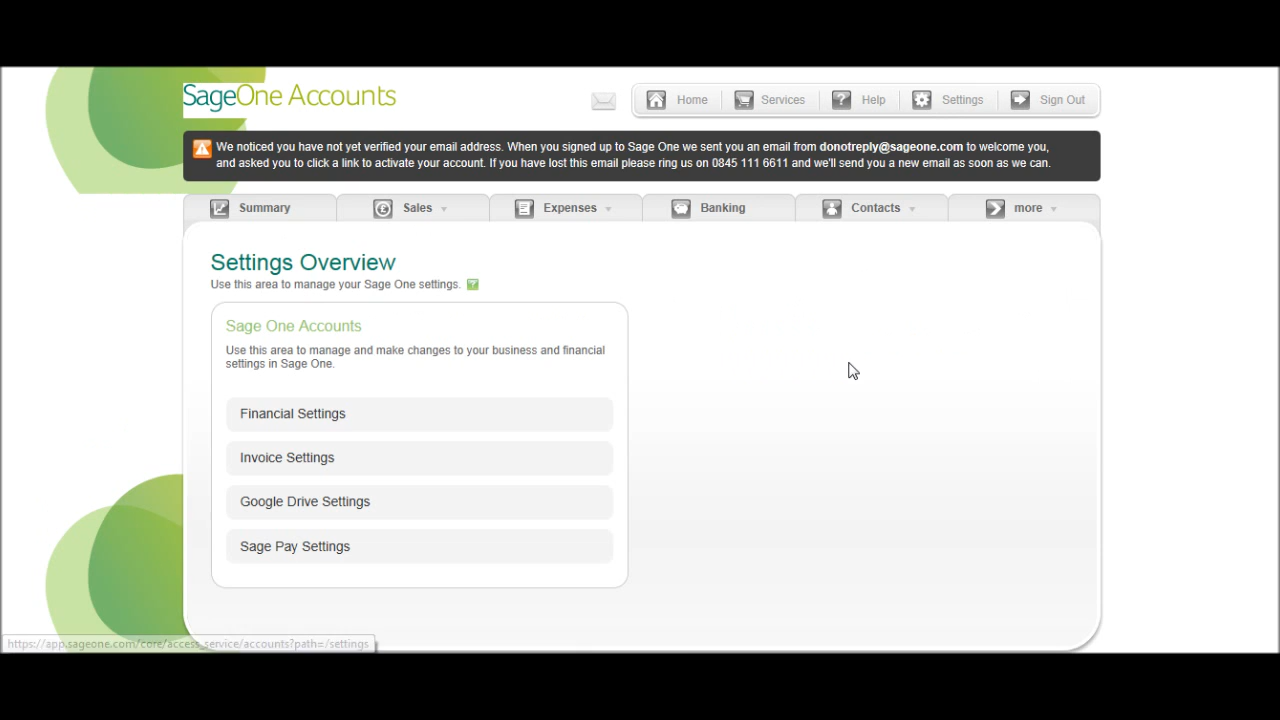 SageOne Accounts
Home Services Help Settings Sign Out
We noticed you have not yet verified your email address. When you signed up to Sage One we sent you an email from donotreply@sageone.com to welcome you,
and asked you to click a link to activate your account. If you have lost this email please ring us on 0845 111 6611 and we'll send you a new email as soon as we can.
Summary Sales Expenses Banking Contacts more
Settings Overview
Use this area to manage your Sage One settings. ?
Sage One Accounts
Use this area to manage and make changes to your business and financial
settings in Sage One.
Financial Settings
Invoice Settings
Google Drive Settings
Sage Pay Settings
https://app.sageone.com/core/access_service/accounts?path=/settings